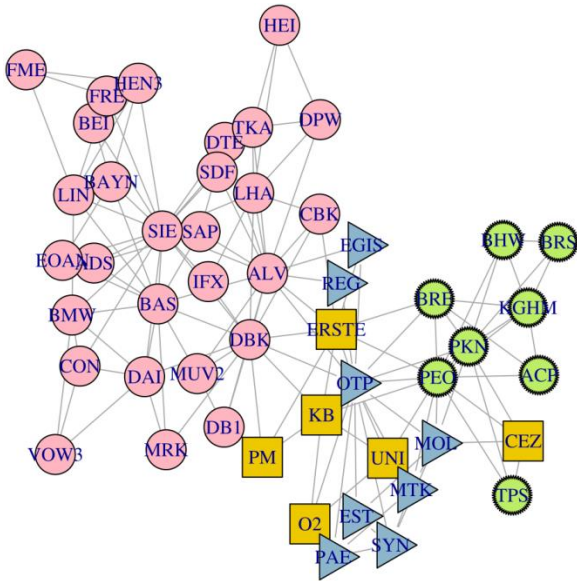 HEI
FME
HEN3
FRE
BEI
TKA
DPW
DTE
SDF
BAYN
LIN
LHA
CBK
SIE
SAP
EGIS
BHW
BRS
EOAN
ADS
ALV
REG
IFX
BAS
BRE
KGHM
BMW
ERSTE
DBK
PKN
CON
DAI
MUV2
OTP
PEO
ACP
KB
DB1
VOW3
MRK
PM
UNI
MOL
CEZ
MTK
TPS
O2
EST
PAE
SYN